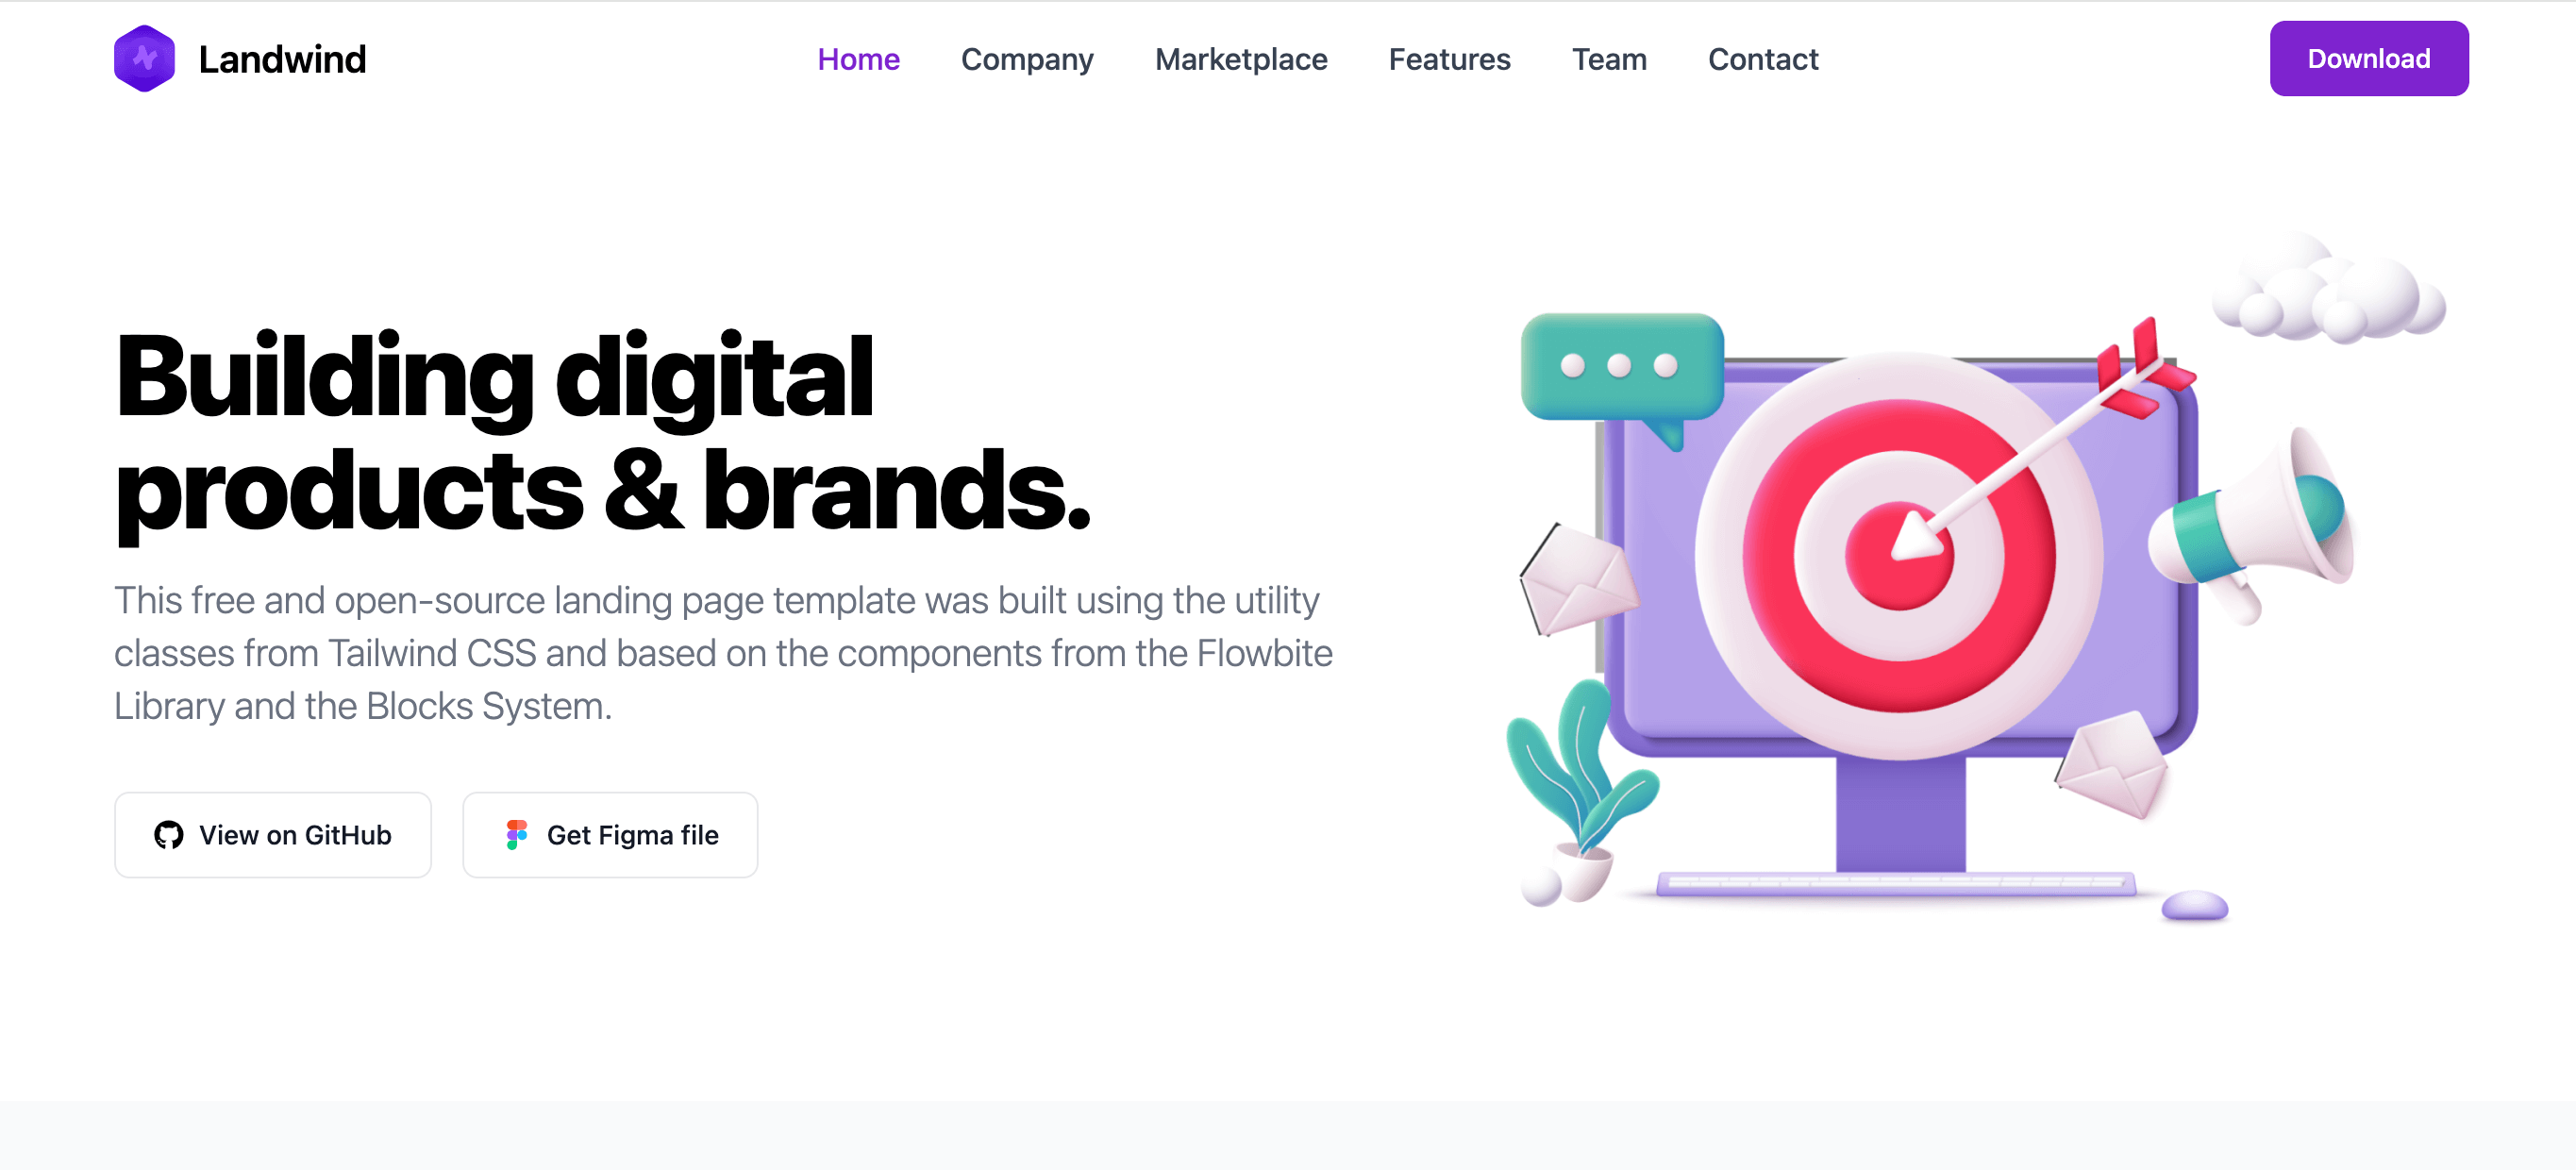 Landwind
Home Company Marketplace Features Team Contact
Download
Building digital
products & brands.
This free and open-source landing page template was built using the utility
classes from Tailwind CSS and based on the components from the Flowbite
Library and the Blocks System.
View on GitHub
Get Figma file